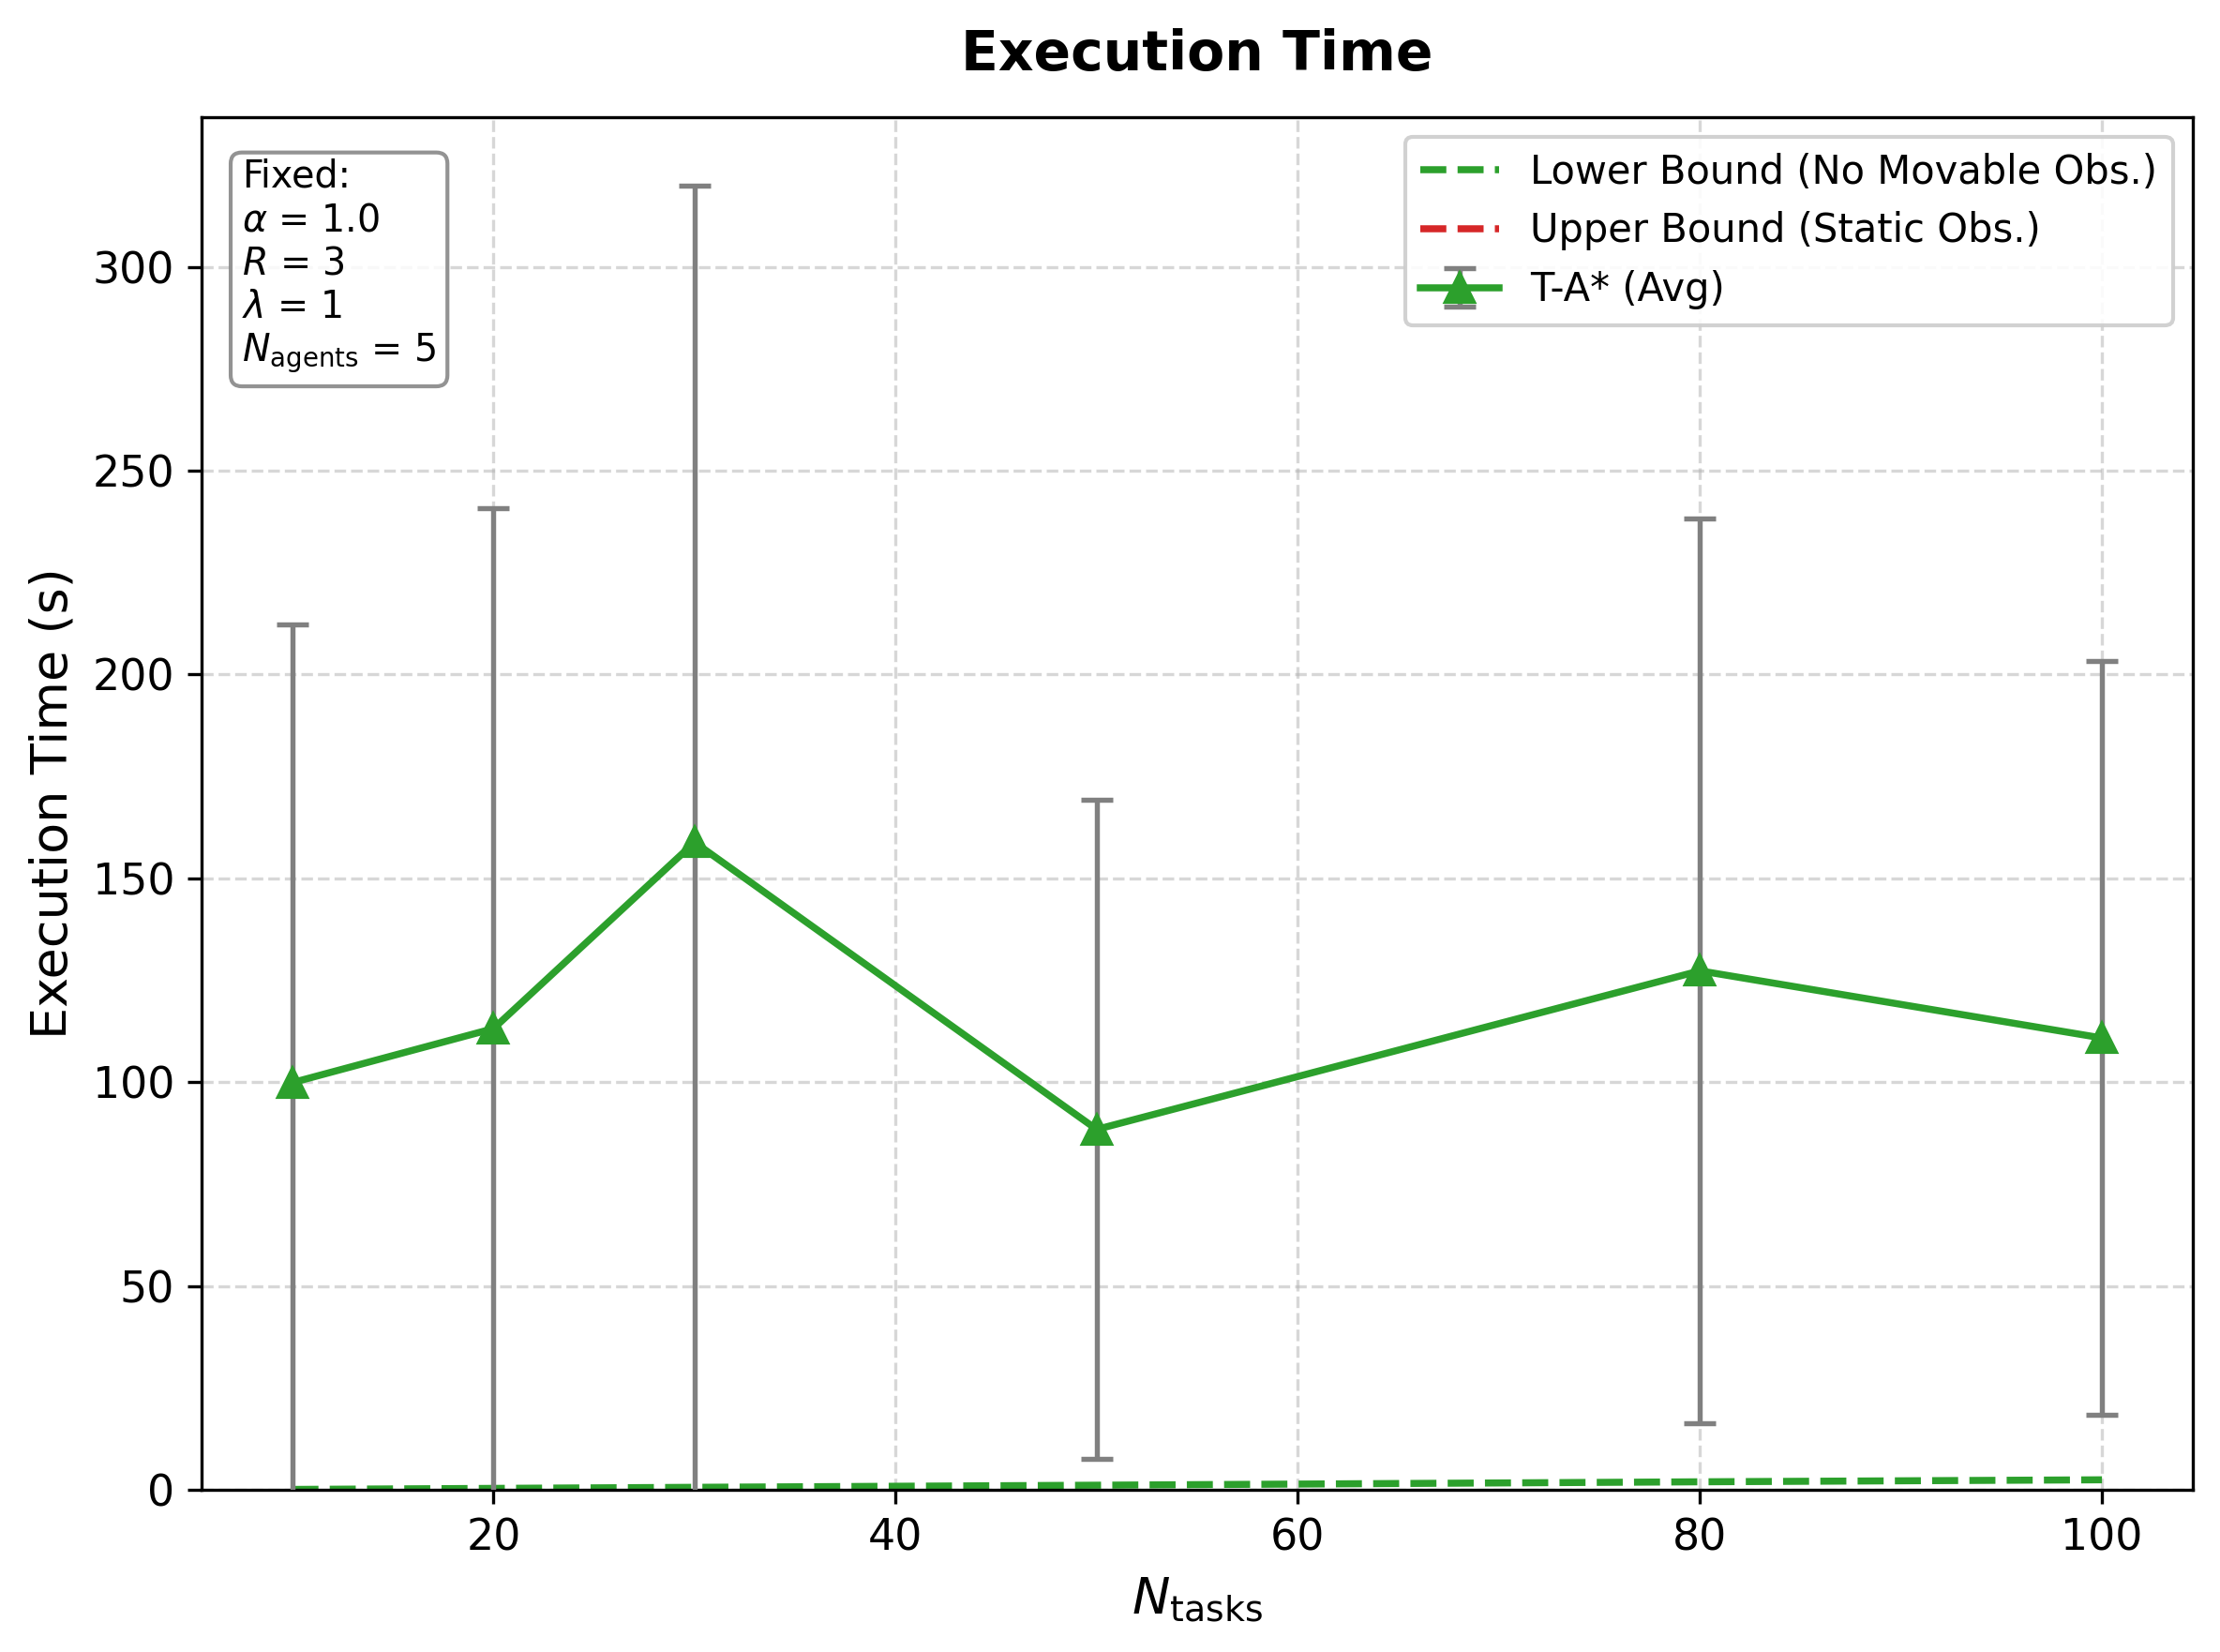 Execution Time
Fixed:
α = 1.0
R = 3
λ = 1
N_agents = 5
Lower Bound (No Movable Obs.)
Upper Bound (Static Obs.)
T-A* (Avg)
Execution Time (s)
300
250
200
150
100
50
0
20 40 60 80 100
N_tasks